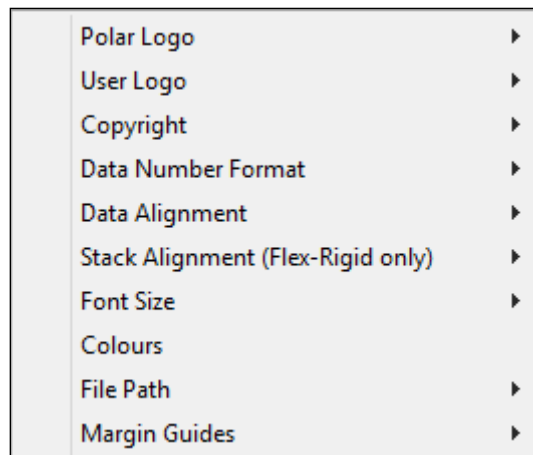 Polar Logo
User Logo
Copyright
Data Number Format
Data Alignment
Stack Alignment (Flex-Rigid only)
Font Size
Colours
File Path
Margin Guides